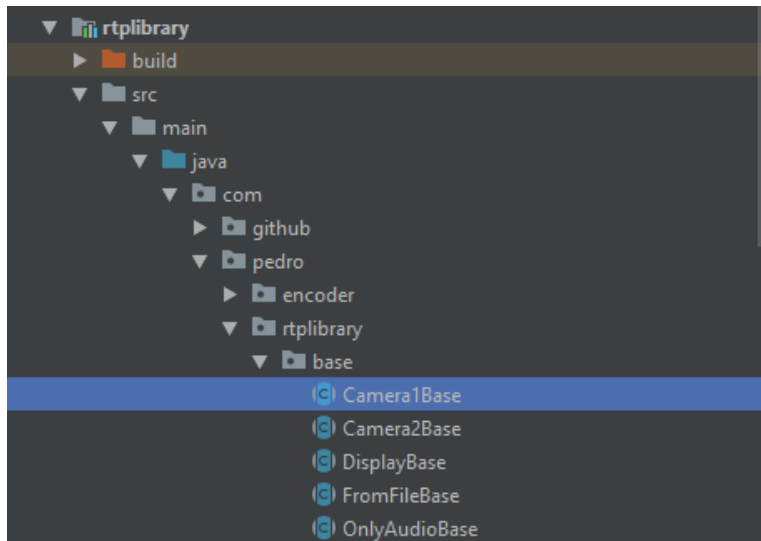 rtplibrary
build
src
main
java
com
github
pedro
encoder
rtplibrary
base
Camera1Base
Camera2Base
DisplayBase
FromFileBase
OnlyAudioBase